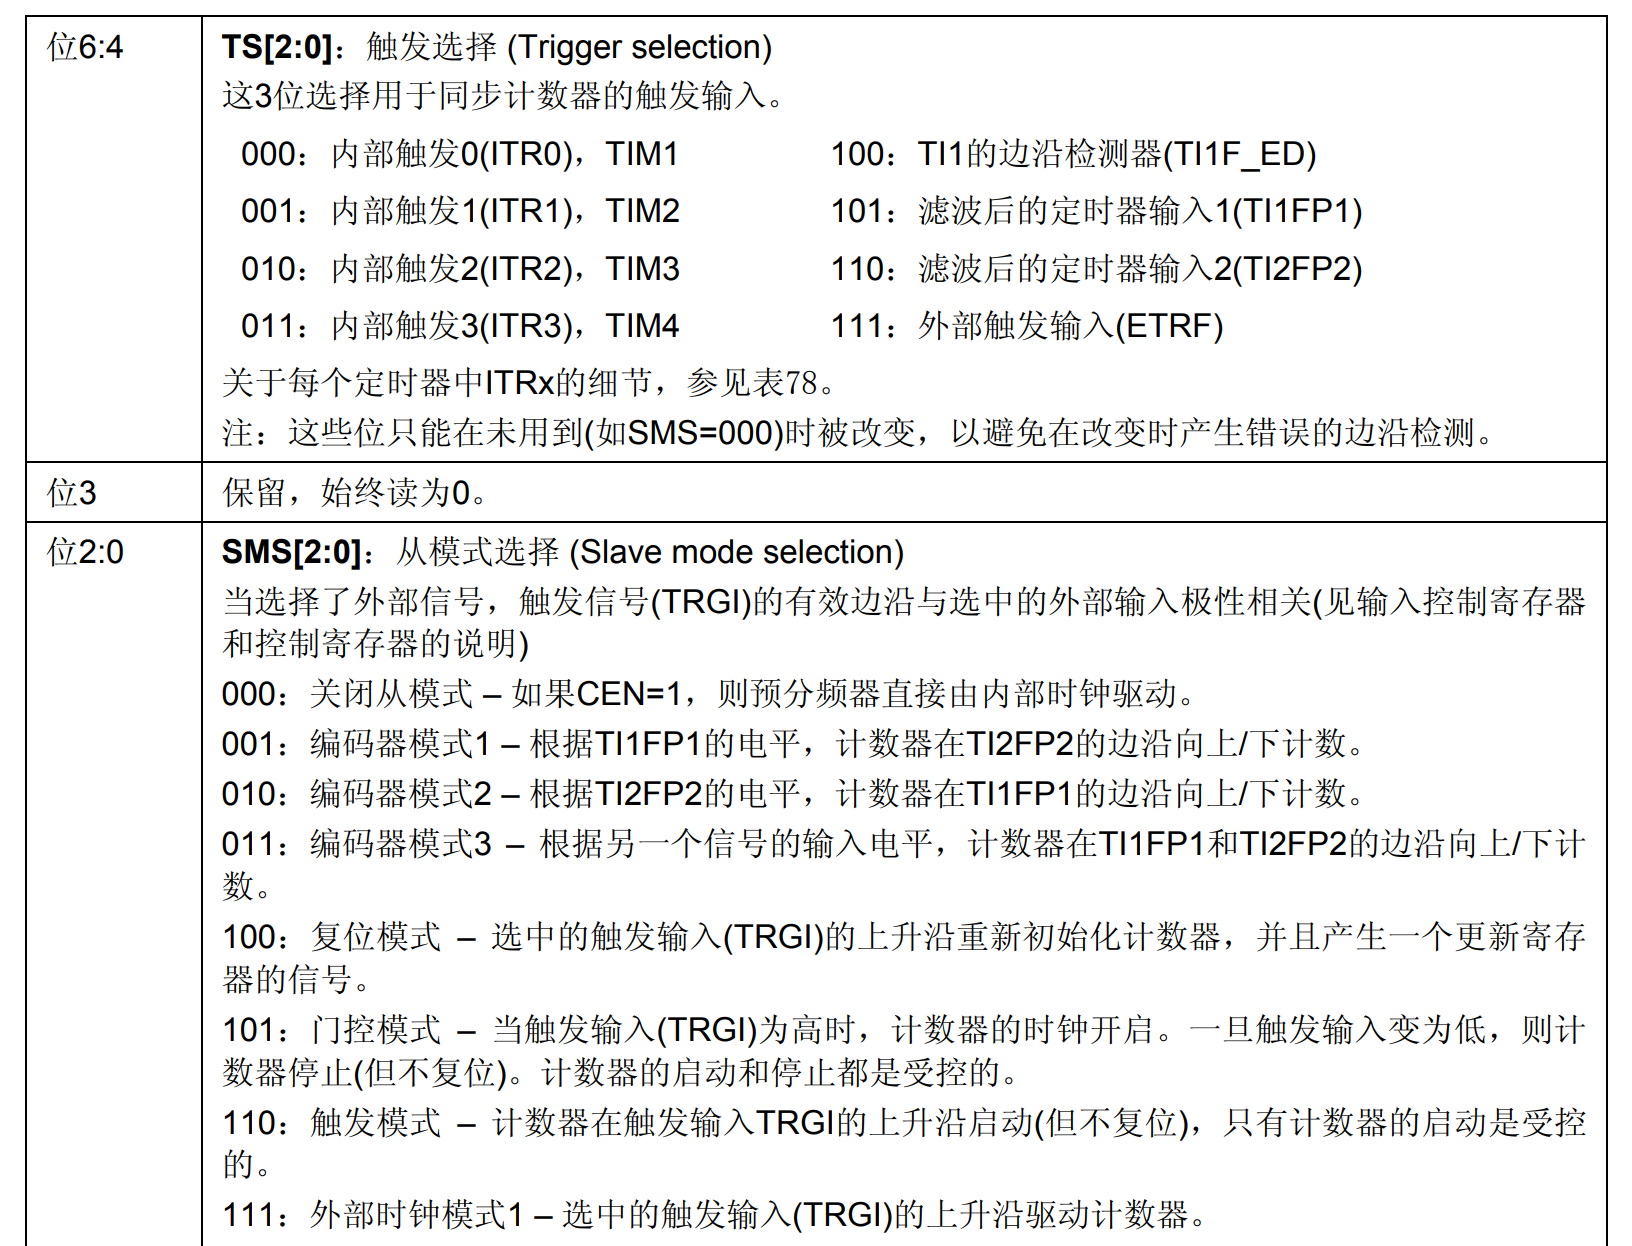 位6:4
TS[2:0]：触发选择 (Trigger selection)
这3位选择用于同步计数器的触发输入。
000：内部触发0(ITR0)，TIM1 100：TI1的边沿检测器(TI1F_ED)
001：内部触发1(ITR1)，TIM2 101：滤波后的定时器输入1(TI1FP1)
010：内部触发2(ITR2)，TIM3 110：滤波后的定时器输入2(TI2FP2)
011：内部触发3(ITR3)，TIM4 111：外部触发输入(ETRF)
关于每个定时器中ITRx的细节，参见表78。
注：这些位只能在未用到(如SMS=000)时被改变，以避免在改变时产生错误的边沿检测。
位3
保留，始终读为0。
位2:0
SMS[2:0]：从模式选择 (Slave mode selection)
当选择了外部信号，触发信号(TRGI)的有效边沿与选中的外部输入极性相关(见输入控制寄存器
和控制寄存器的说明)
000：关闭从模式 – 如果CEN=1，则预分频器直接由内部时钟驱动。
001：编码器模式1 – 根据TI1FP1的电平，计数器在TI2FP2的边沿向上/下计数。
010：编码器模式2 – 根据TI2FP2的电平，计数器在TI1FP1的边沿向上/下计数。
011：编码器模式3 – 根据另一个信号的输入电平，计数器在TI1FP1和TI2FP2的边沿向上/下计
数。
100：复位模式 – 选中的触发输入(TRGI)的上升沿重新初始化计数器，并且产生一个更新寄存
器的信号。
101：门控模式 – 当触发输入(TRGI)为高时，计数器的时钟开启。一旦触发输入变为低，则计
数器停止(但不复位)。计数器的启动和停止都是受控的。
110：触发模式 – 计数器在触发输入TRGI的上升沿启动(但不复位)，只有计数器的启动是受控
的。
111：外部时钟模式1 – 选中的触发输入(TRGI)的上升沿驱动计数器。